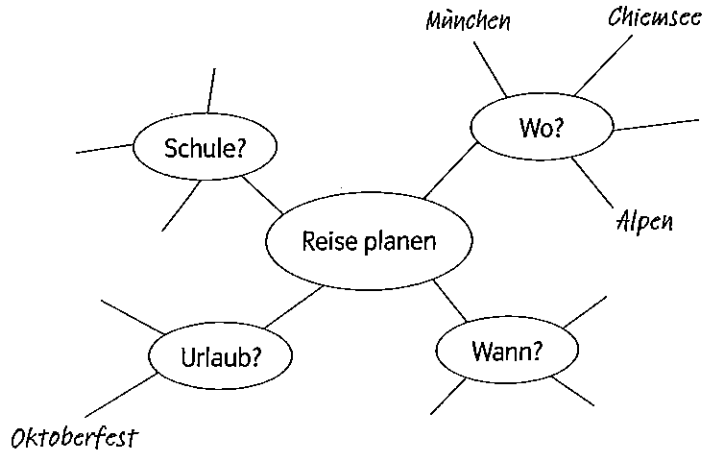 München
Chiemsee
Schule?
Wo?
Alpen
Reise planen
Urlaub?
Wann?
Oktoberfest